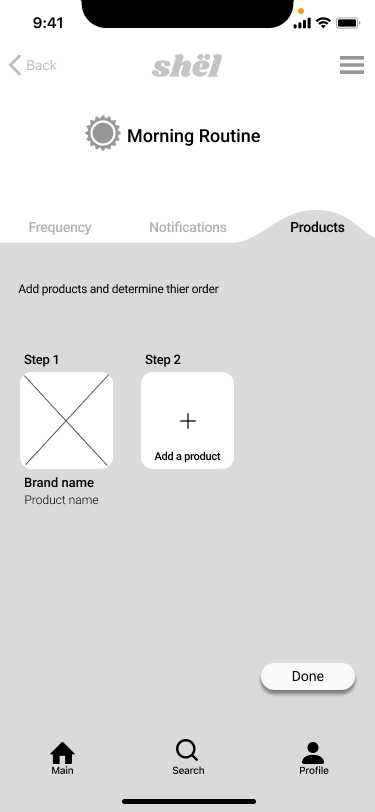 9:41
Back
shël
Morning Routine
Frequency
Notifications
Products
Add products and determine thier order
Step 1
Step 2
Add a product
Brand name
Product name
Done
Main
Search
Profile